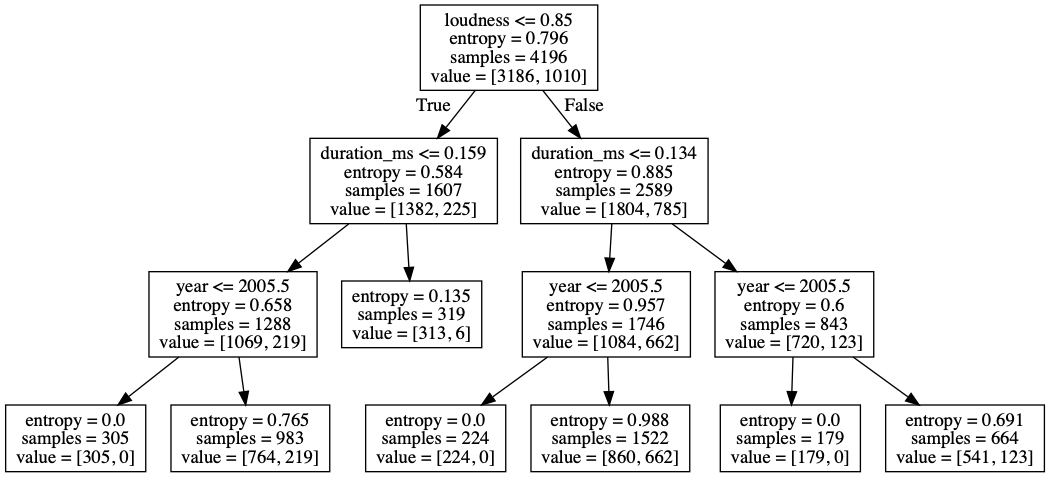 loudness <= 0.85
entropy = 0.796
samples = 4196
value = [3186, 1010]
True
False
duration_ms <= 0.159
entropy = 0.584
samples = 1607
value = [1382, 225]
duration_ms <= 0.134
entropy = 0.885
samples = 2589
value = [1804, 785]
year <= 2005.5
entropy = 0.658
samples = 1288
value = [1069, 219]
entropy = 0.135
samples = 319
value = [313, 6]
year <= 2005.5
entropy = 0.957
samples = 1746
value = [1084, 662]
year <= 2005.5
entropy = 0.6
samples = 843
value = [720, 123]
entropy = 0.0
samples = 305
value = [305, 0]
entropy = 0.765
samples = 983
value = [764, 219]
entropy = 0.0
samples = 224
value = [224, 0]
entropy = 0.988
samples = 1522
value = [860, 662]
entropy = 0.0
samples = 179
value = [179, 0]
entropy = 0.691
samples = 664
value = [541, 123]